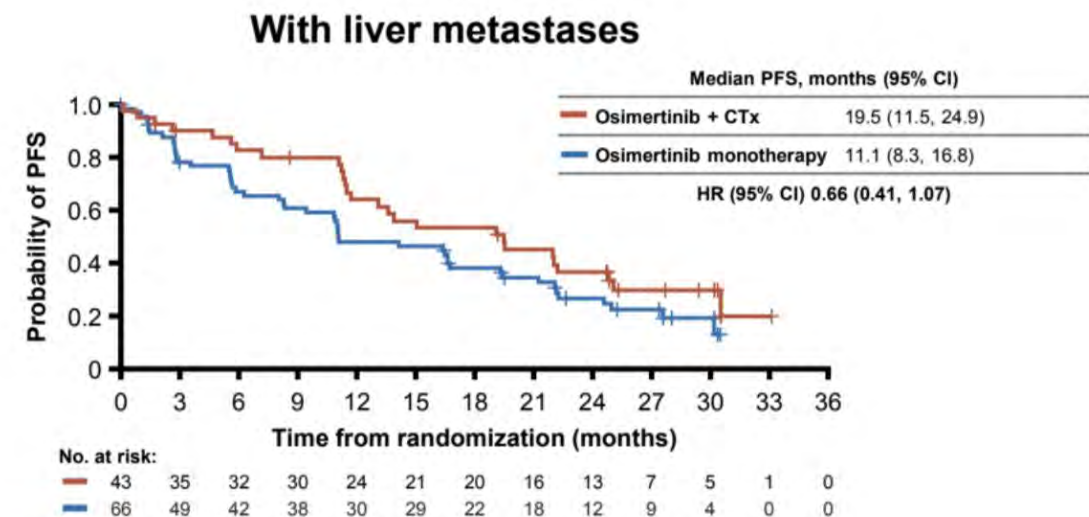 With liver metastases
Median PFS, months (95% CI)
Osimertinib + CTx 19.5 (11.5, 24.9)
Osimertinib monotherapy 11.1 (8.3, 16.8)
HR (95% CI) 0.66 (0.41, 1.07)
Probability of PFS
1.0
0.8
0.6
0.4
0.2
0
0 3 6 9 12 15 18 21 24 27 30 33 36
Time from randomization (months)
No. at risk:
43 35 32 30 24 21 20 16 13 7 5 1 0
66 49 42 38 30 29 22 18 12 9 4 0 0